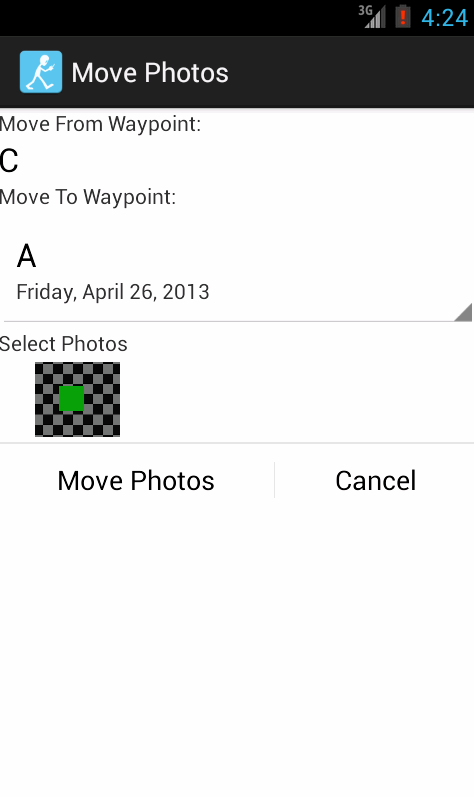 3G
4:24
Move Photos
Move From Waypoint:
C
Move To Waypoint:
A
Friday, April 26, 2013
Select Photos
Move Photos
Cancel